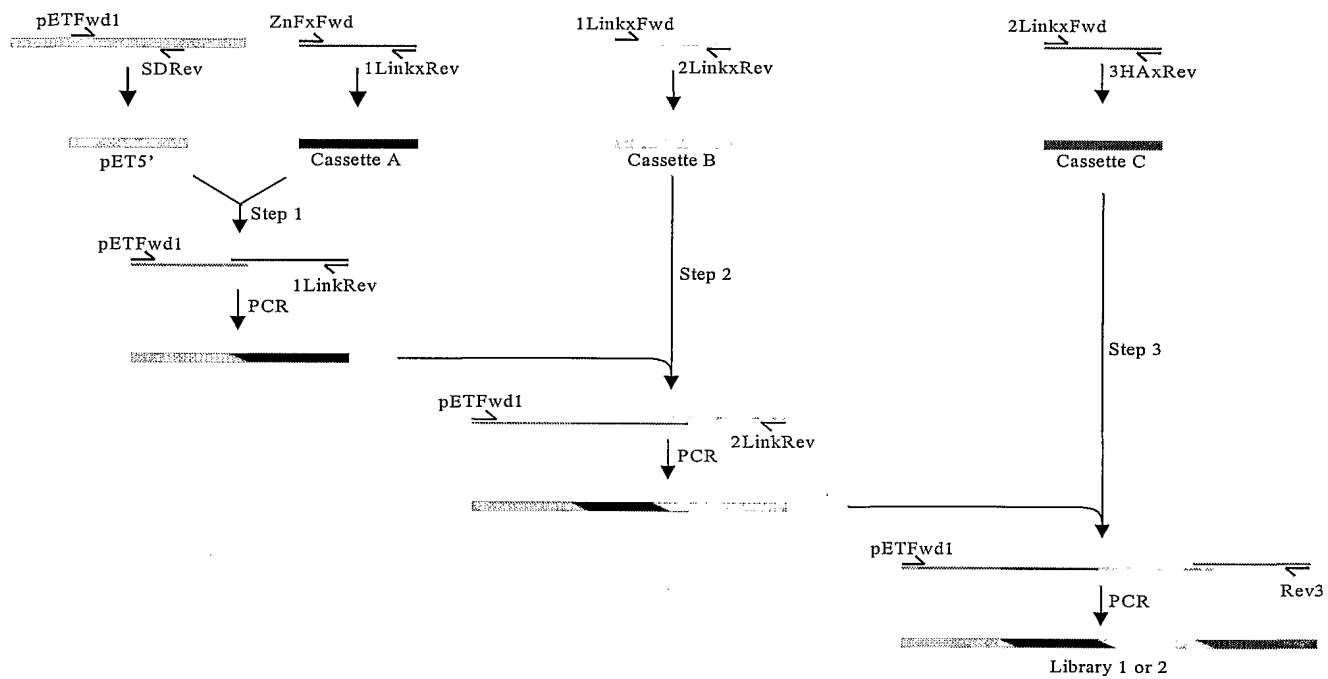 pETFwd1
ZnFxFwd
1LinkxFwd
2LinkxFwd
SDRev
1LinkxRev
2LinkxRev
3HAxRev
pET5'
Cassette A
Cassette B
Cassette C
Step 1
pETFwd1
1LinkRev
Step 2
PCR
Step 3
pETFwd1
2LinkRev
PCR
pETFwd1
Rev3
PCR
Library 1 or 2